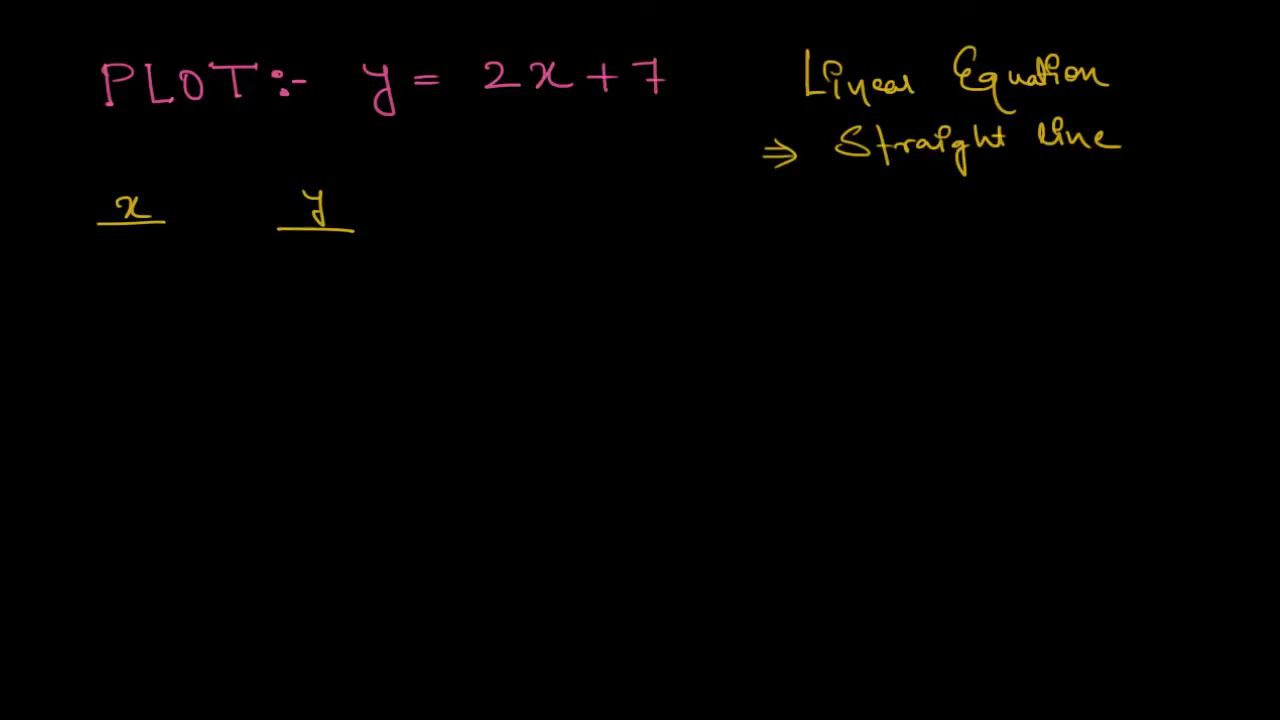 PLOT:- y = 2x + 7
Linear Equation
⇒ Straight line
x y